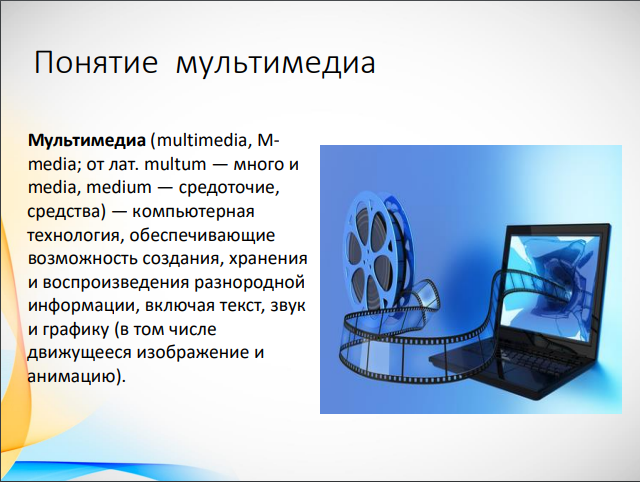 Понятие мультимедиа
Мультимедиа (multimedia, M-
media; от лат. multum — много и
media, medium — средоточие,
средства) — компьютерная
технология, обеспечивающие
возможность создания, хранения
и воспроизведения разнородной
информации, включая текст, звук
и графику (в том числе
движущееся изображение и
анимацию).